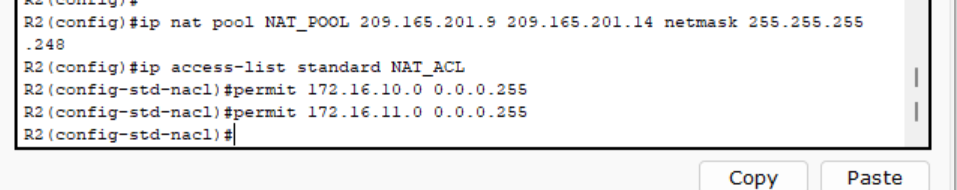 R2(config)#
R2(config)#ip nat pool NAT_POOL 209.165.201.9 209.165.201.14 netmask 255.255.255
.248
R2(config)#ip access-list standard NAT_ACL
R2(config-std-nacl)#permit 172.16.10.0 0.0.0.255
R2(config-std-nacl)#permit 172.16.11.0 0.0.0.255
R2(config-std-nacl)#
Copy Paste